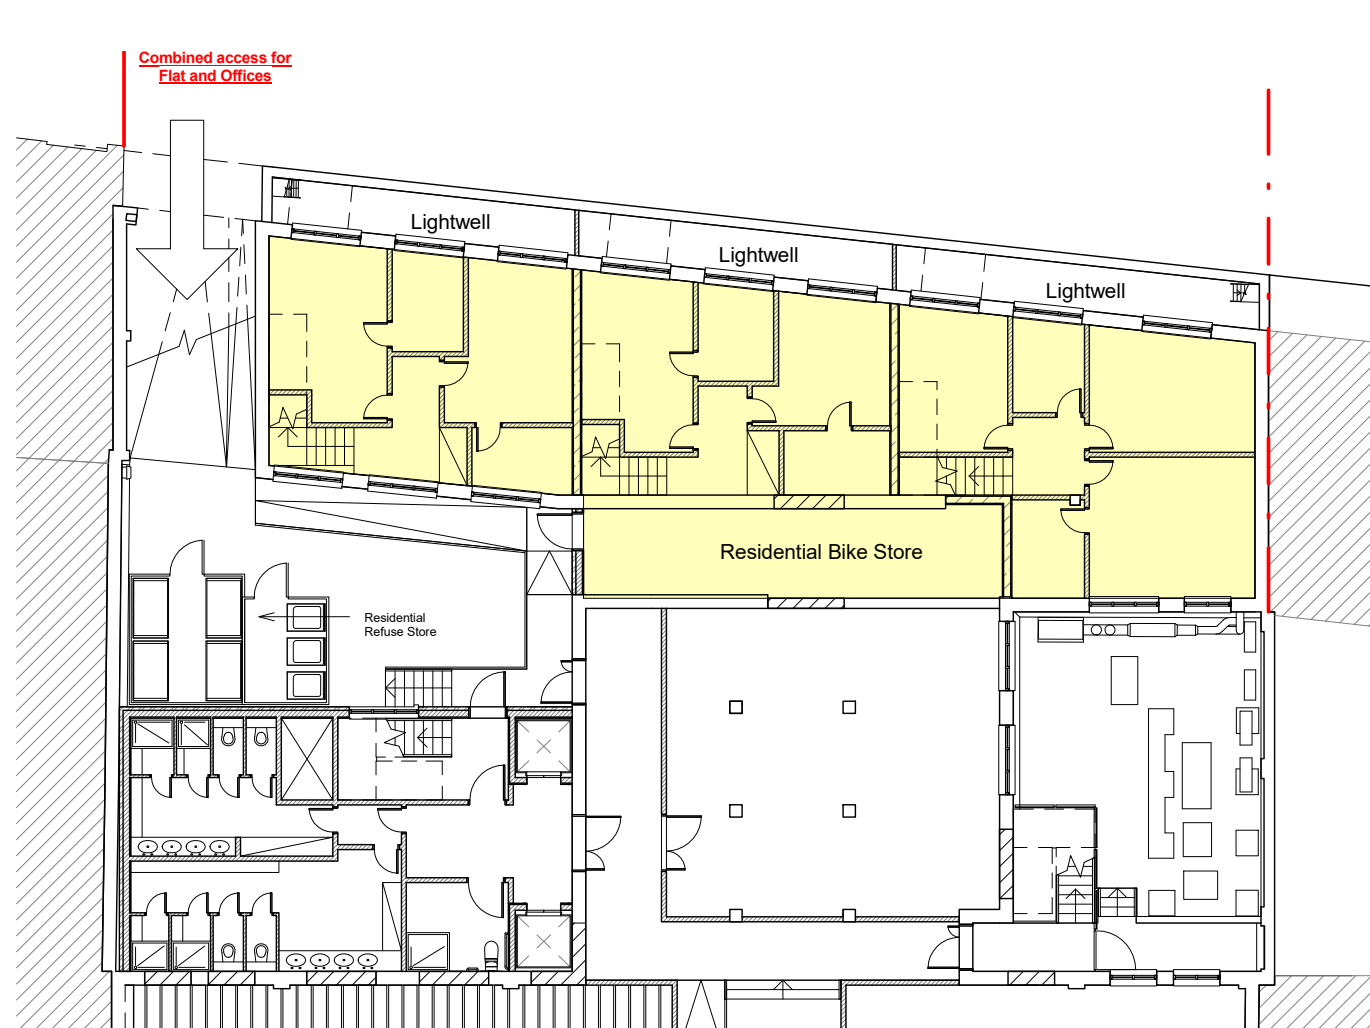 Combined access for
Flat and Offices
Lightwell
Lightwell
Lightwell
Residential Bike Store
Residential
Refuse Store